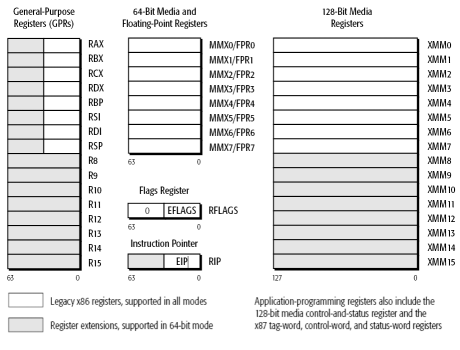 General-Purpose
Registers (GPRs)
RAX
RBX
RCX
RDX
RBP
RSI
RDI
RSP
R8
R9
R10
R11
R12
R13
R14
R15
63 0
64-Bit Media and
Floating-Point Registers
MMX0/FPR0
MMX1/FPR1
MMX2/FPR2
MMX3/FPR3
MMX4/FPR4
MMX5/FPR5
MMX6/FPR6
MMX7/FPR7
63 0
Flags Register
0 EFLAGS RFLAGS
63 0
Instruction Pointer
EIP RIP
63 0
128-Bit Media
Registers
XMM0
XMM1
XMM2
XMM3
XMM4
XMM5
XMM6
XMM7
XMM8
XMM9
XMM10
XMM11
XMM12
XMM13
XMM14
XMM15
127 0
Legacy x86 registers, supported in all modes
Register extensions, supported in 64-bit mode
Application-programming registers also include the
128-bit media control-and-status register and the
x87 tag-word, control-word, and status-word registers